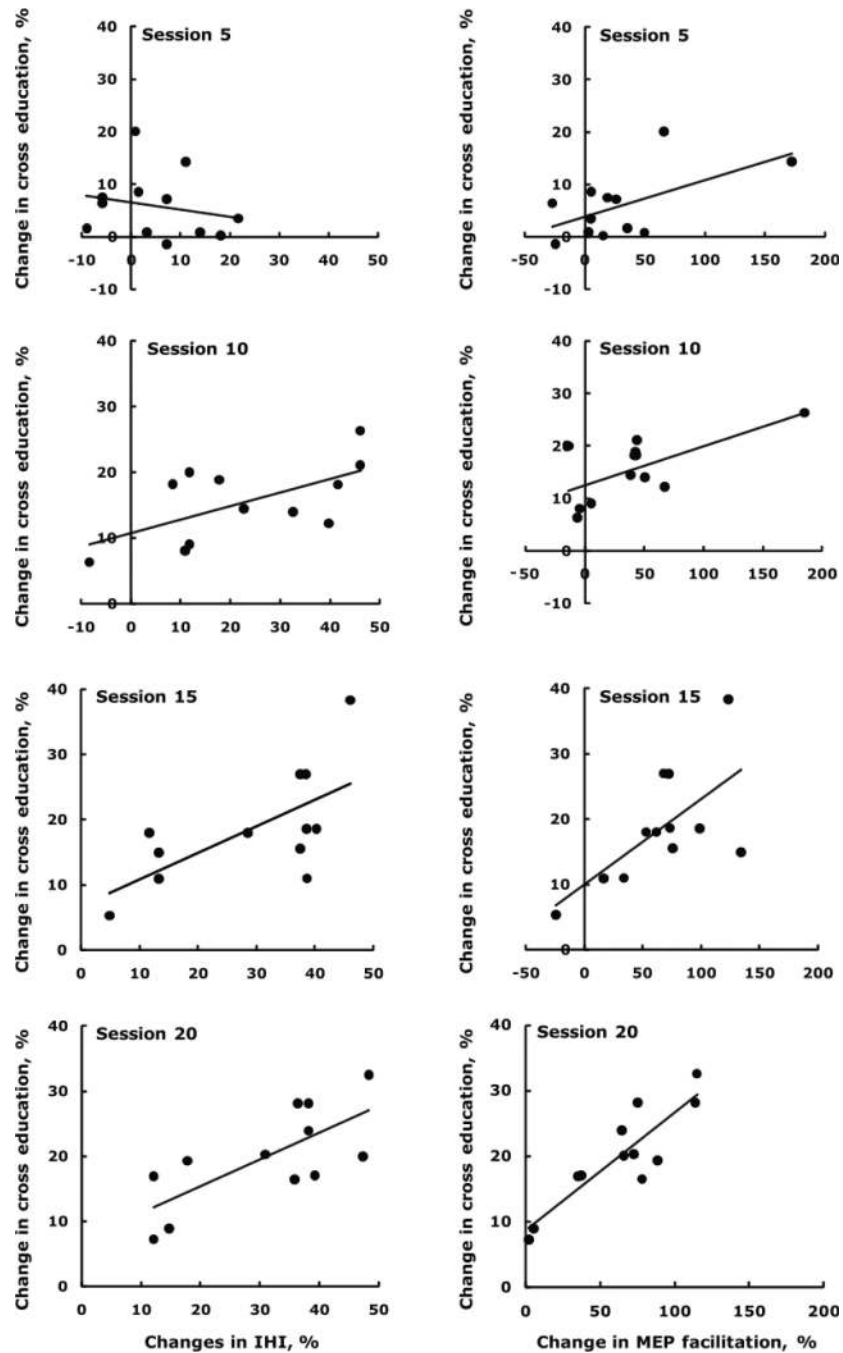 Change in cross education, %
Session 5
40
30
20
10
0
-10
-10 0 10 20 30 40 50
Change in cross education, %
Session 5
40
30
20
10
0
-10
-50 0 50 100 150 200
Change in cross education, %
Session 10
40
30
20
10
0
-10 0 10 20 30 40 50
Change in cross education, %
Session 10
40
30
20
10
0
-10
-50 0 50 100 150 200
Change in cross education, %
Session 15
40
30
20
10
0
0 10 20 30 40 50
Change in cross education, %
Session 15
40
30
20
10
0
-50 0 50 100 150 200
Change in cross education, %
Session 20
40
30
20
10
0
0 10 20 30 40 50
Changes in IHI, %
Change in cross education, %
Session 20
40
30
20
10
0
0 50 100 150 200
Change in MEP facilitation, %